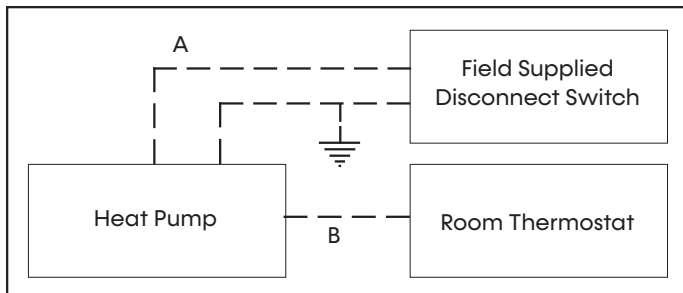 A
Field Supplied
Disconnect Switch
Heat Pump
B
Room Thermostat